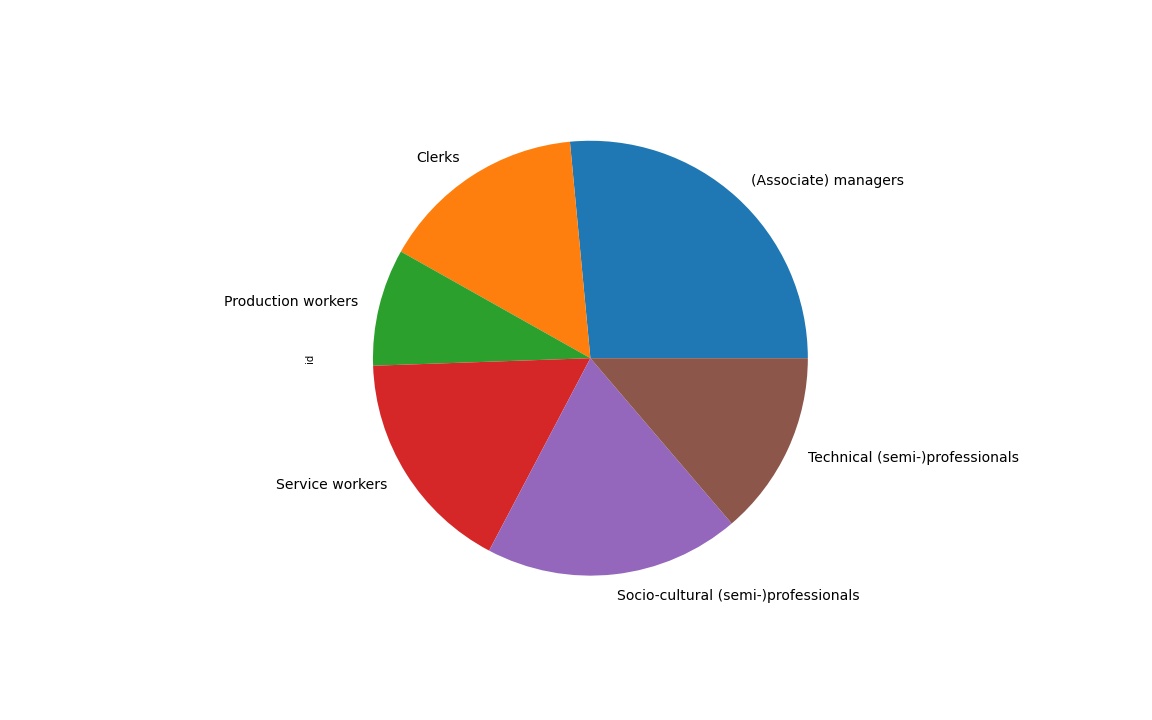 Clerks
(Associate) managers
Production workers
id
Technical (semi-)professionals
Service workers
Socio-cultural (semi-)professionals